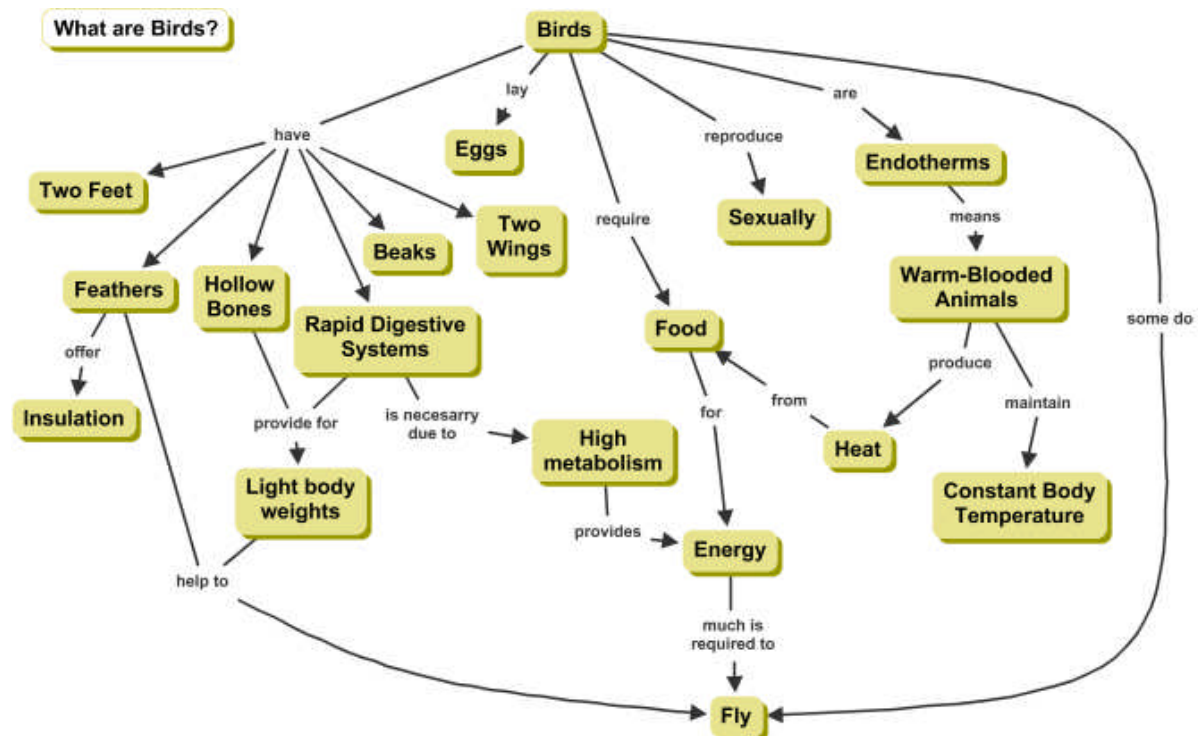 What are Birds?
Birds
lay
are
have
reproduce
Eggs
Endotherms
Two Feet
Two
Wings
require
Sexually
means
Beaks
Feathers
Hollow
Bones
Warm-Blooded
Animals
Rapid Digestive
Systems
Food
some do
offer
produce
Insulation
provide for
is necesarry
due to
for
from
maintain
High
metabolism
Heat
Light body
weights
Constant Body
Temperature
provides
Energy
help to
much is
required to
Fly